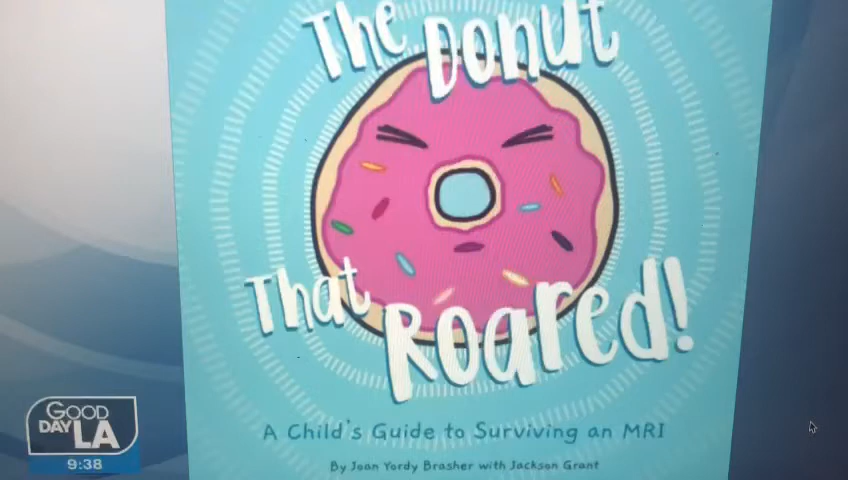 The Donut
That
Roared!
A Child's Guide to Surviving an MRI
By Joan Yordy Brasher with Jackson Grant
GOOD
DAY LA
9:38